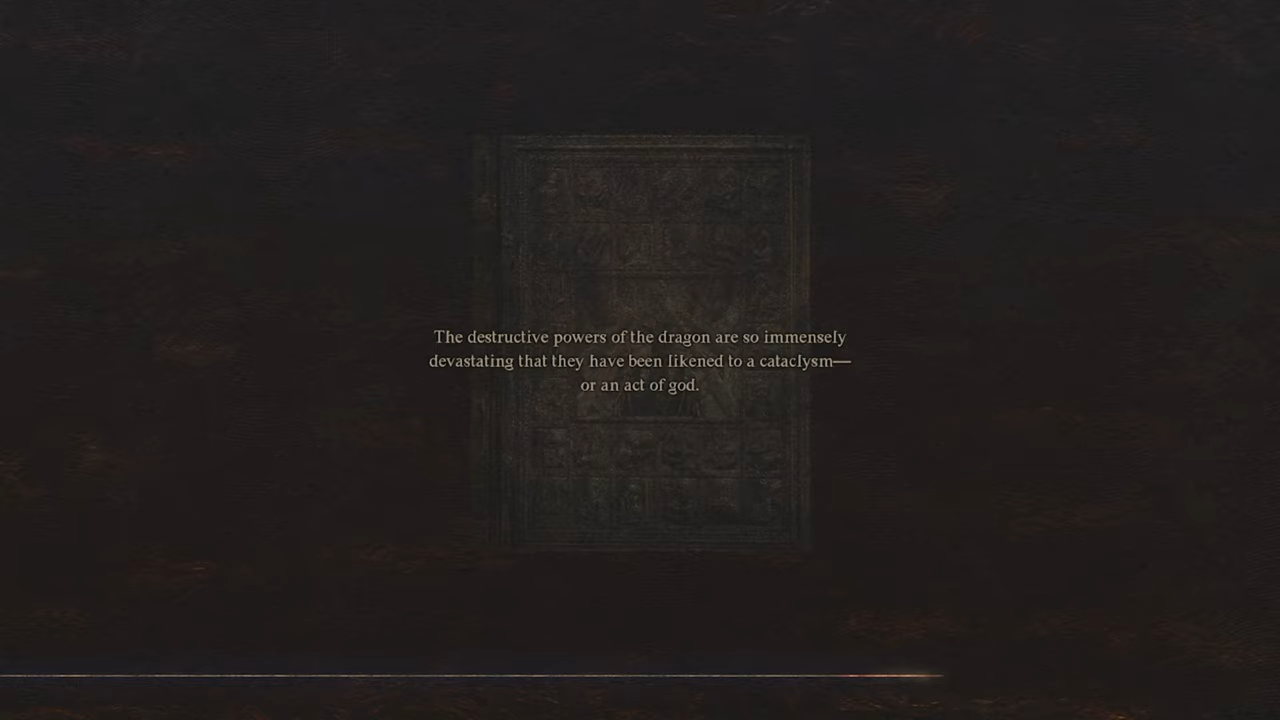 The destructive powers of the dragon are so immensely
devastating that they have been likened to a cataclysm—
or an act of god.